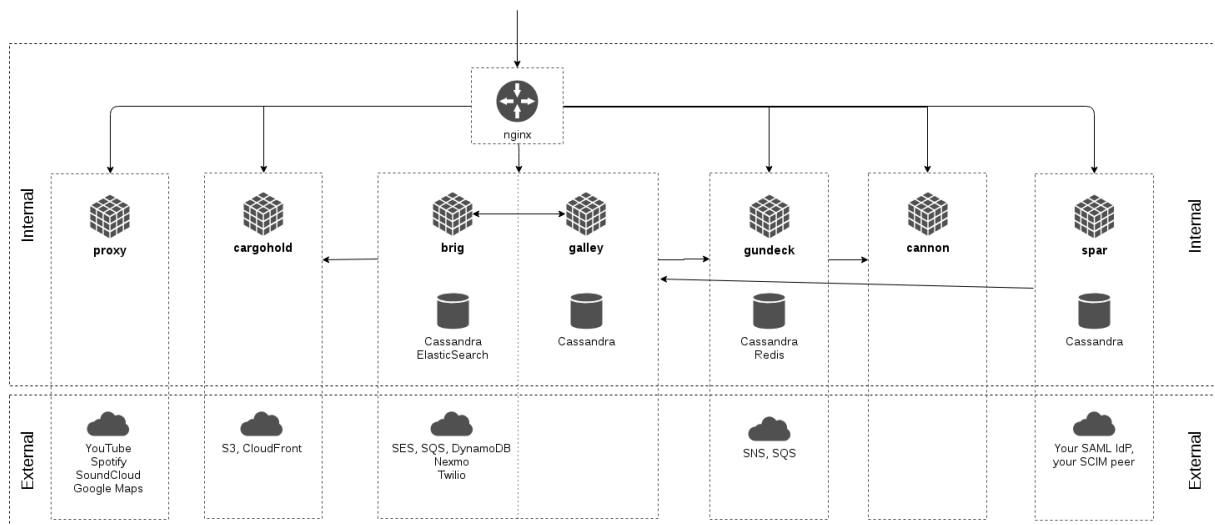 nginx
Internal
Internal
proxy
cargohold
brig
galley
gundeck
cannon
spar
Cassandra
ElasticSearch
Cassandra
Cassandra
Redis
Cassandra
External
External
YouTube
Spotify
SoundCloud
Google Maps
S3, CloudFront
SES, SQS, DynamoDB
Nexmo
Twilio
SNS, SQS
Your SAML IdP,
your SCIM peer